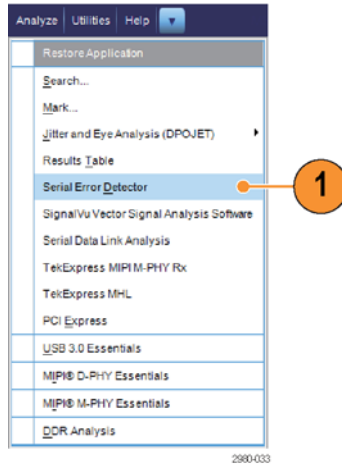 Analyze Utilities Help
Restore Application
Search...
Mark...
Jitter and Eye Analysis (DPOJET)
Results Table
Serial Error Detector
1
SignalVu Vector Signal Analysis Software
Serial Data Link Analysis
TekExpress MIPI M-PHY Rx
TekExpress MHL
PCI Express
USB 3.0 Essentials
MIPI® D-PHY Essentials
MIPI® M-PHY Essentials
DDR Analysis
2980-033